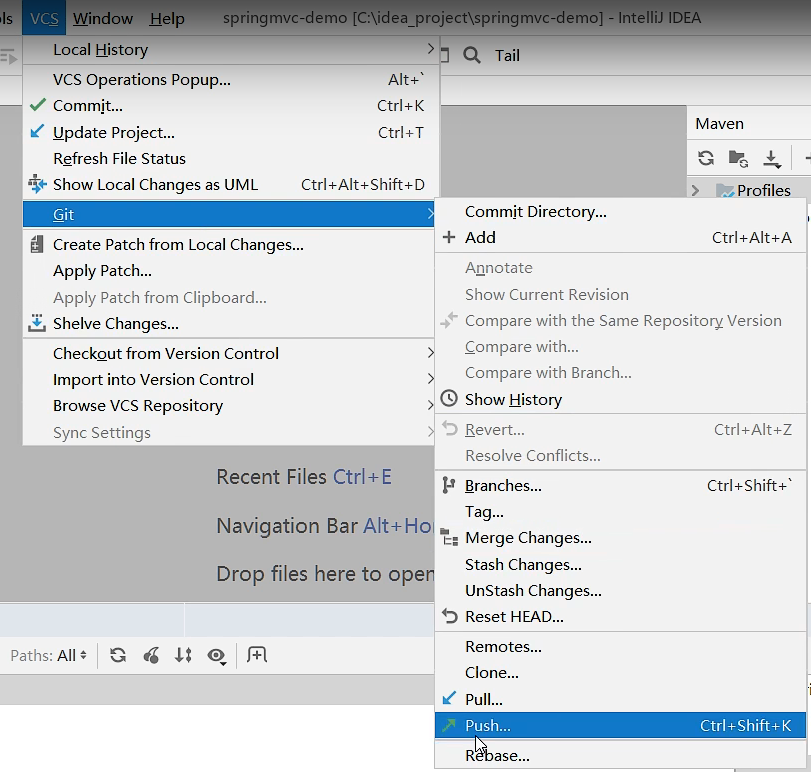 VCS Window Help springmvc-demo [C:\idea_project\springmvc-demo] - IntelliJ IDEA
Local History
Tail
VCS Operations Popup... Alt+`
Commit... Ctrl+K
Update Project... Ctrl+T
Refresh File Status
Show Local Changes as UML Ctrl+Alt+Shift+D
Git
Create Patch from Local Changes...
Apply Patch...
Apply Patch from Clipboard...
Shelve Changes...
Checkout from Version Control
Import into Version Control
Browse VCS Repository
Sync Settings
Maven
Profiles
Commit Directory...
Add Ctrl+Alt+A
Annotate
Show Current Revision
Compare with the Same Repository Version
Compare with...
Compare with Branch...
Show History
Revert... Ctrl+Alt+Z
Resolve Conflicts...
Branches... Ctrl+Shift+`
Tag...
Merge Changes...
Stash Changes...
UnStash Changes...
Reset HEAD...
Remotes...
Clone...
Pull...
Push... Ctrl+Shift+K
Rebase...
Recent Files Ctrl+E
Navigation Bar Alt+Ho
Drop files here to open
Paths: All